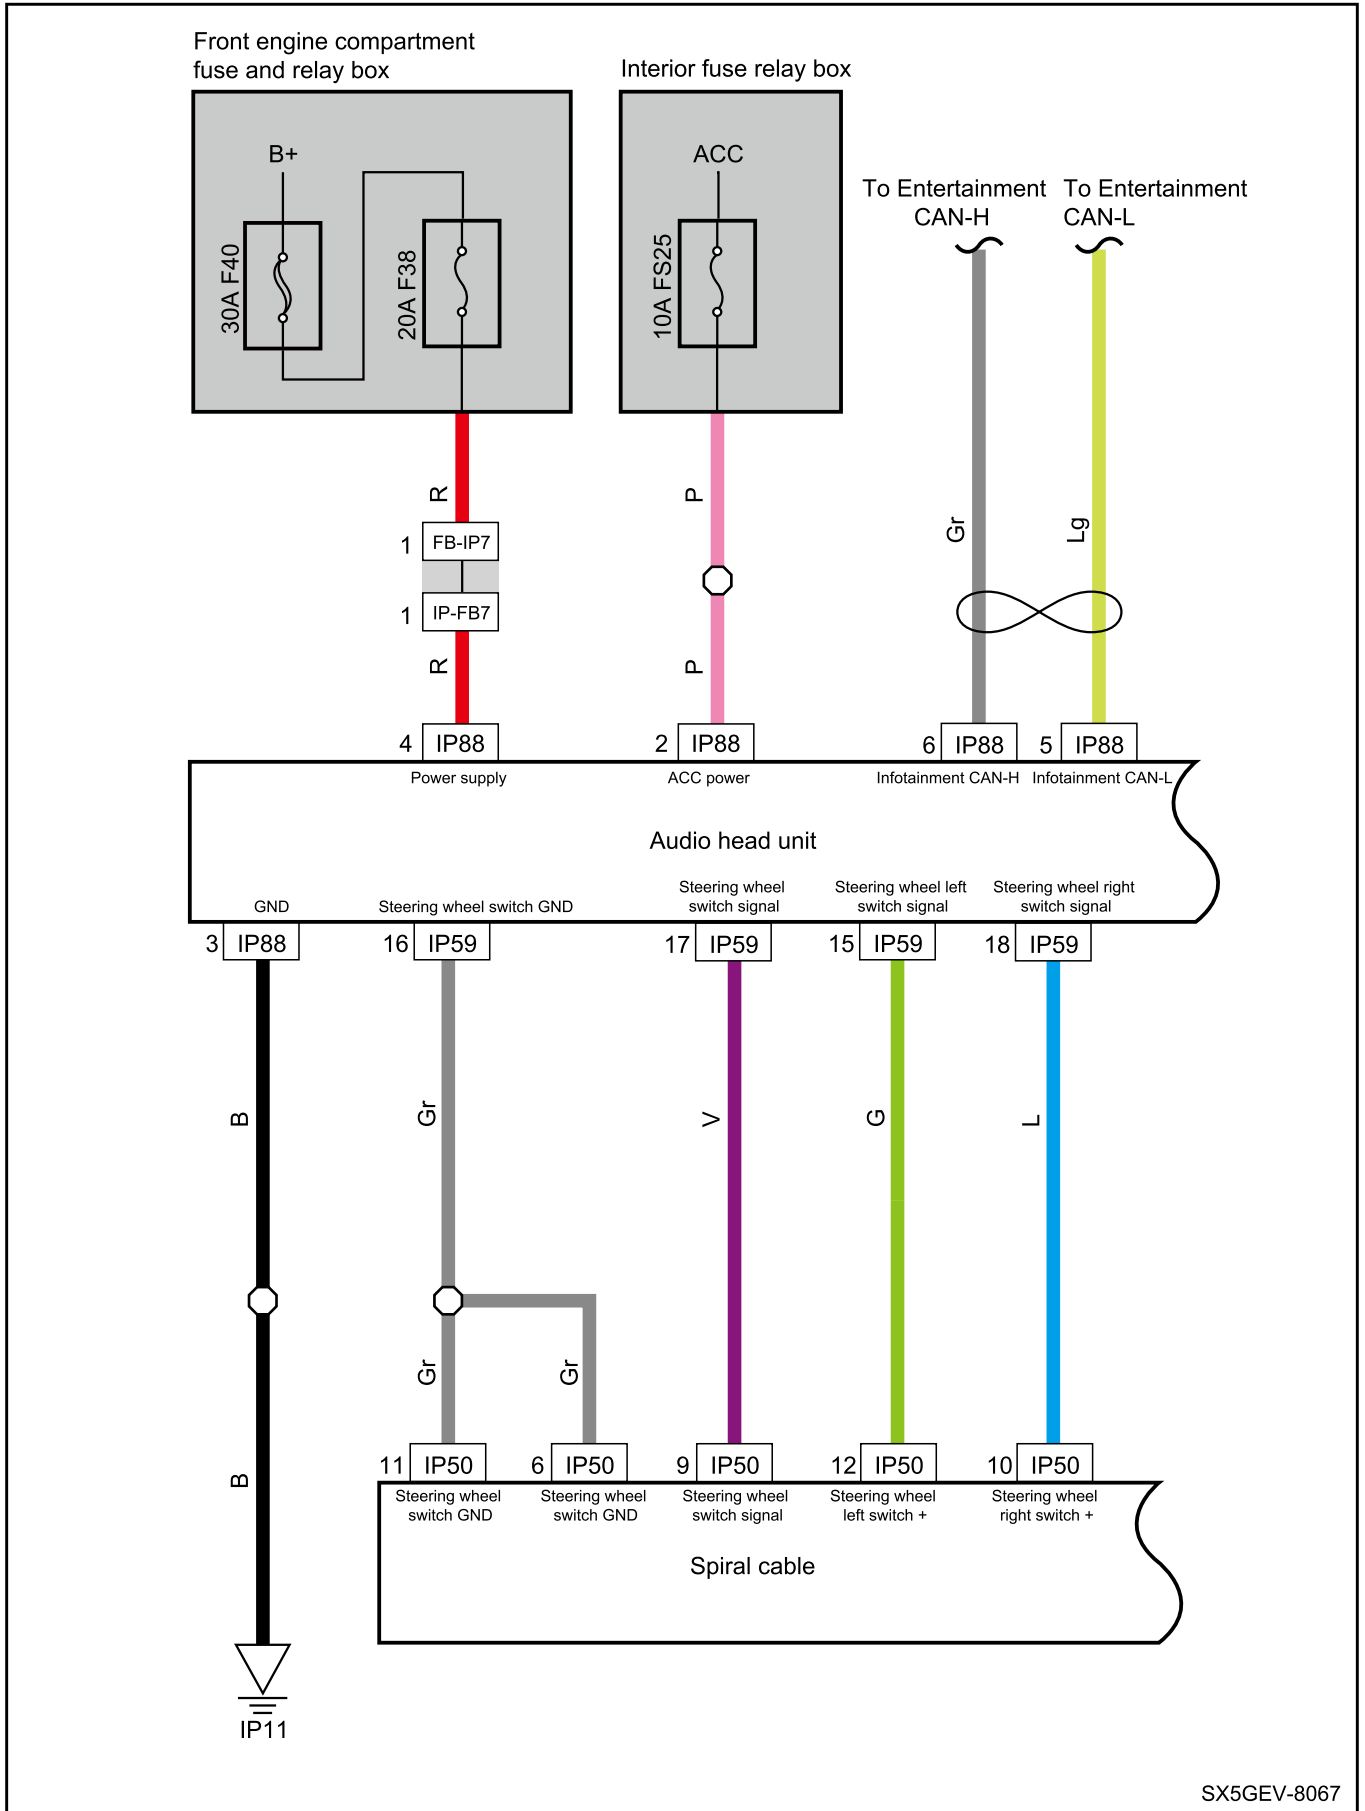 Front engine compartment
fuse and relay box
Interior fuse relay box
B+
ACC
To Entertainment
CAN-H
To Entertainment
CAN-L
30A F40
20A F38
10A FS25
R
P
Gr
Lg
1 FB-IP7
1 IP-FB7
R
P
4 IP88
2 IP88
6 IP88
5 IP88
Power supply
ACC power
Infotainment CAN-H
Infotainment CAN-L
Audio head unit
GND
Steering wheel switch GND
Steering wheel
switch signal
Steering wheel left
switch signal
Steering wheel right
switch signal
3 IP88
16 IP59
17 IP59
15 IP59
18 IP59
B
Gr
V
G
L
Gr
Gr
B
11 IP50
6 IP50
9 IP50
12 IP50
10 IP50
Steering wheel
switch GND
Steering wheel
switch GND
Steering wheel
switch signal
Steering wheel
left switch +
Steering wheel
right switch +
Spiral cable
IP11
SX5GEV-8067